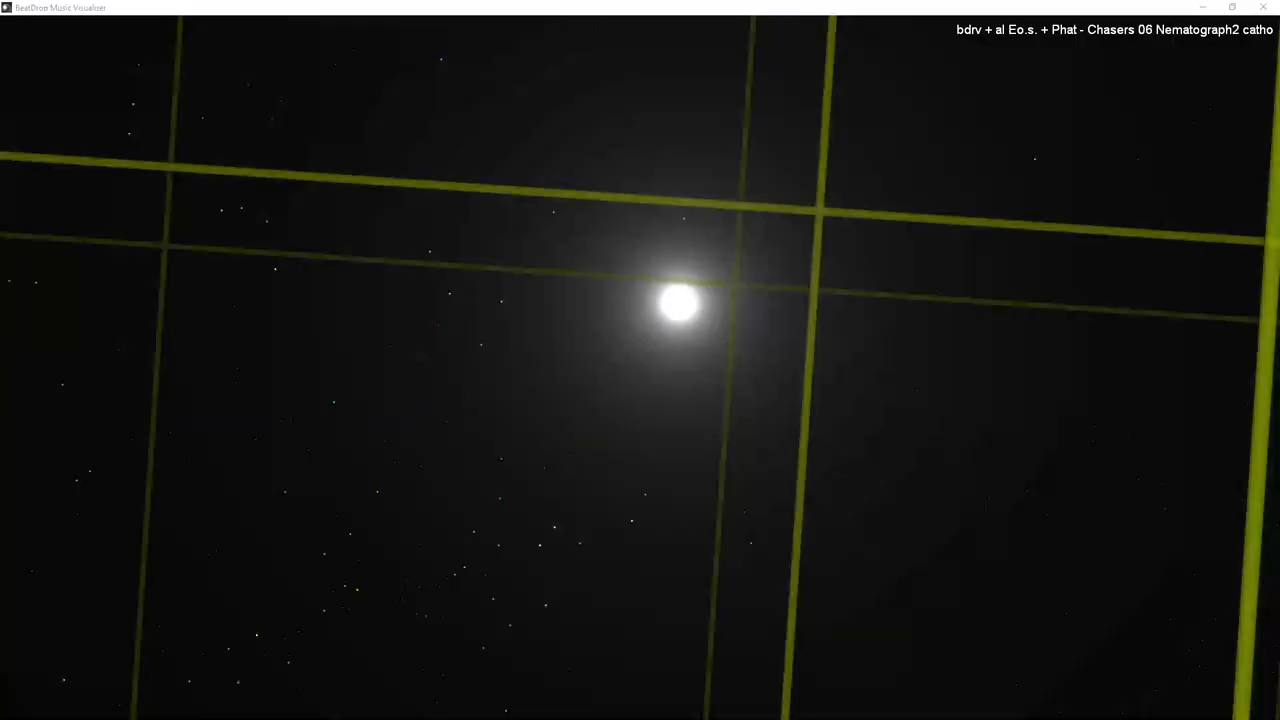 BeatDrop Music Visualizer
bdrv + al Eo.s. + Phat - Chasers 06 Nematograph2 catho